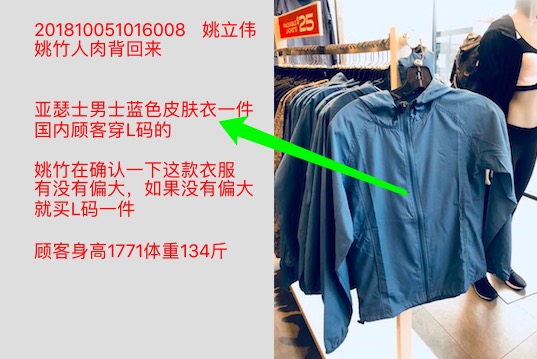 201810051016008 姚立伟
姚竹人肉背回来
亚瑟士男士蓝色皮肤衣一件
国内顾客穿L码的
姚竹在确认一下这款衣服
有没有偏大，如果没有偏大
就买L码一件
顾客身高1771体重134斤
$25